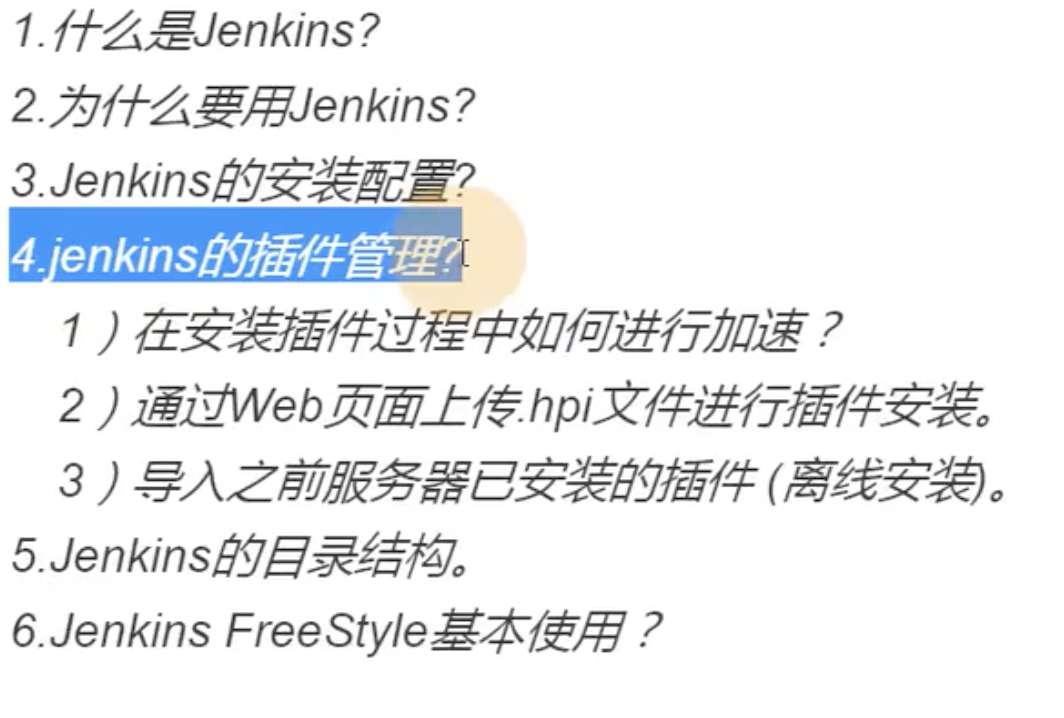 1.什么是Jenkins?
2.为什么要用Jenkins?
3.Jenkins的安装配置?
4.jenkins的插件管理?
1）在安装插件过程中如何进行加速？
2）通过Web页面上传.hpi文件进行插件安装。
3）导入之前服务器已安装的插件 (离线安装)。
5.Jenkins的目录结构。
6.Jenkins FreeStyle基本使用？